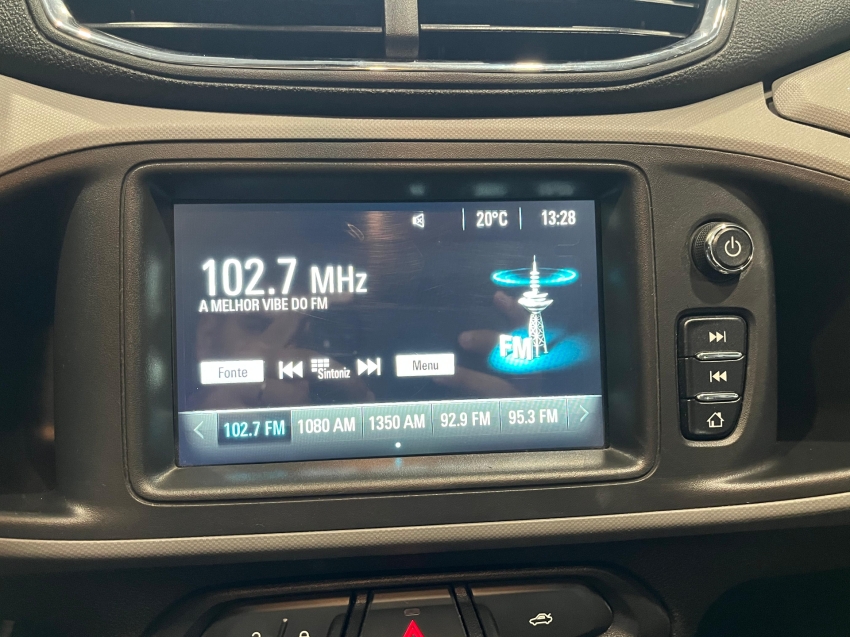 20°C 13:28
102.7 MHz
A MELHOR VIBE DO FM
FM
Fonte Sintoniz Menu
102.7 FM 1080 AM 1350 AM 92.9 FM 95.3 FM